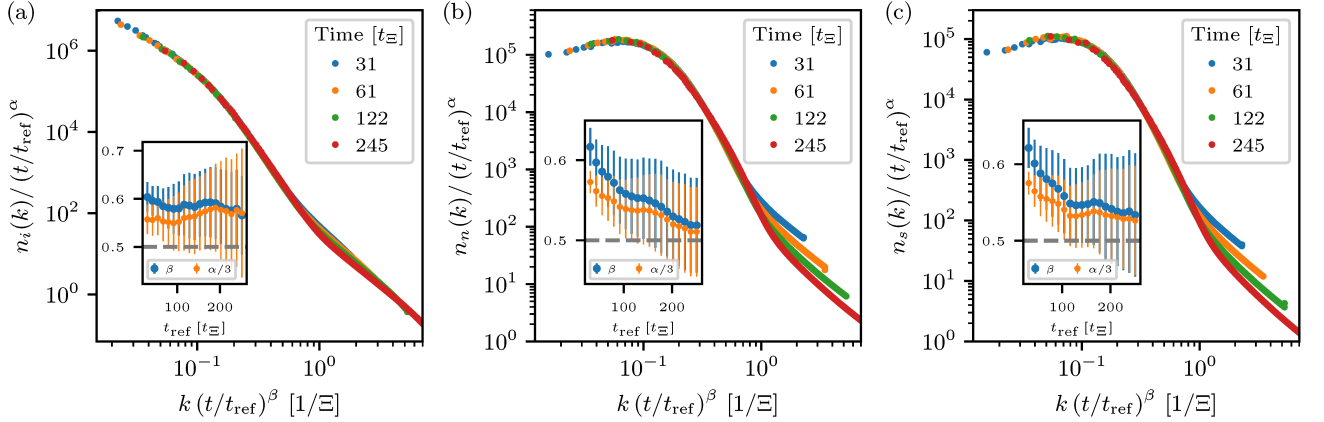 (a)
n_i(k)/(t/t_ref)^α
10^6
10^4
10^2
10^0
Time [t_Ξ]
31
61
122
245
0.7
0.6
0.5
β
α/3
100
200
t_ref [t_Ξ]
10^−1
10^0
k (t/t_ref)^β [1/Ξ]
(b)
n_n(k)/(t/t_ref)^α
10^5
10^4
10^3
10^2
10^1
10^0
Time [t_Ξ]
31
61
122
245
0.6
0.5
β
α/3
100
200
t_ref [t_Ξ]
10^−1
10^0
k (t/t_ref)^β [1/Ξ]
(c)
n_s(k)/(t/t_ref)^α
10^5
10^4
10^3
10^2
10^1
10^0
Time [t_Ξ]
31
61
122
245
0.6
0.5
β
α/3
100
200
t_ref [t_Ξ]
10^−1
10^0
k (t/t_ref)^β [1/Ξ]